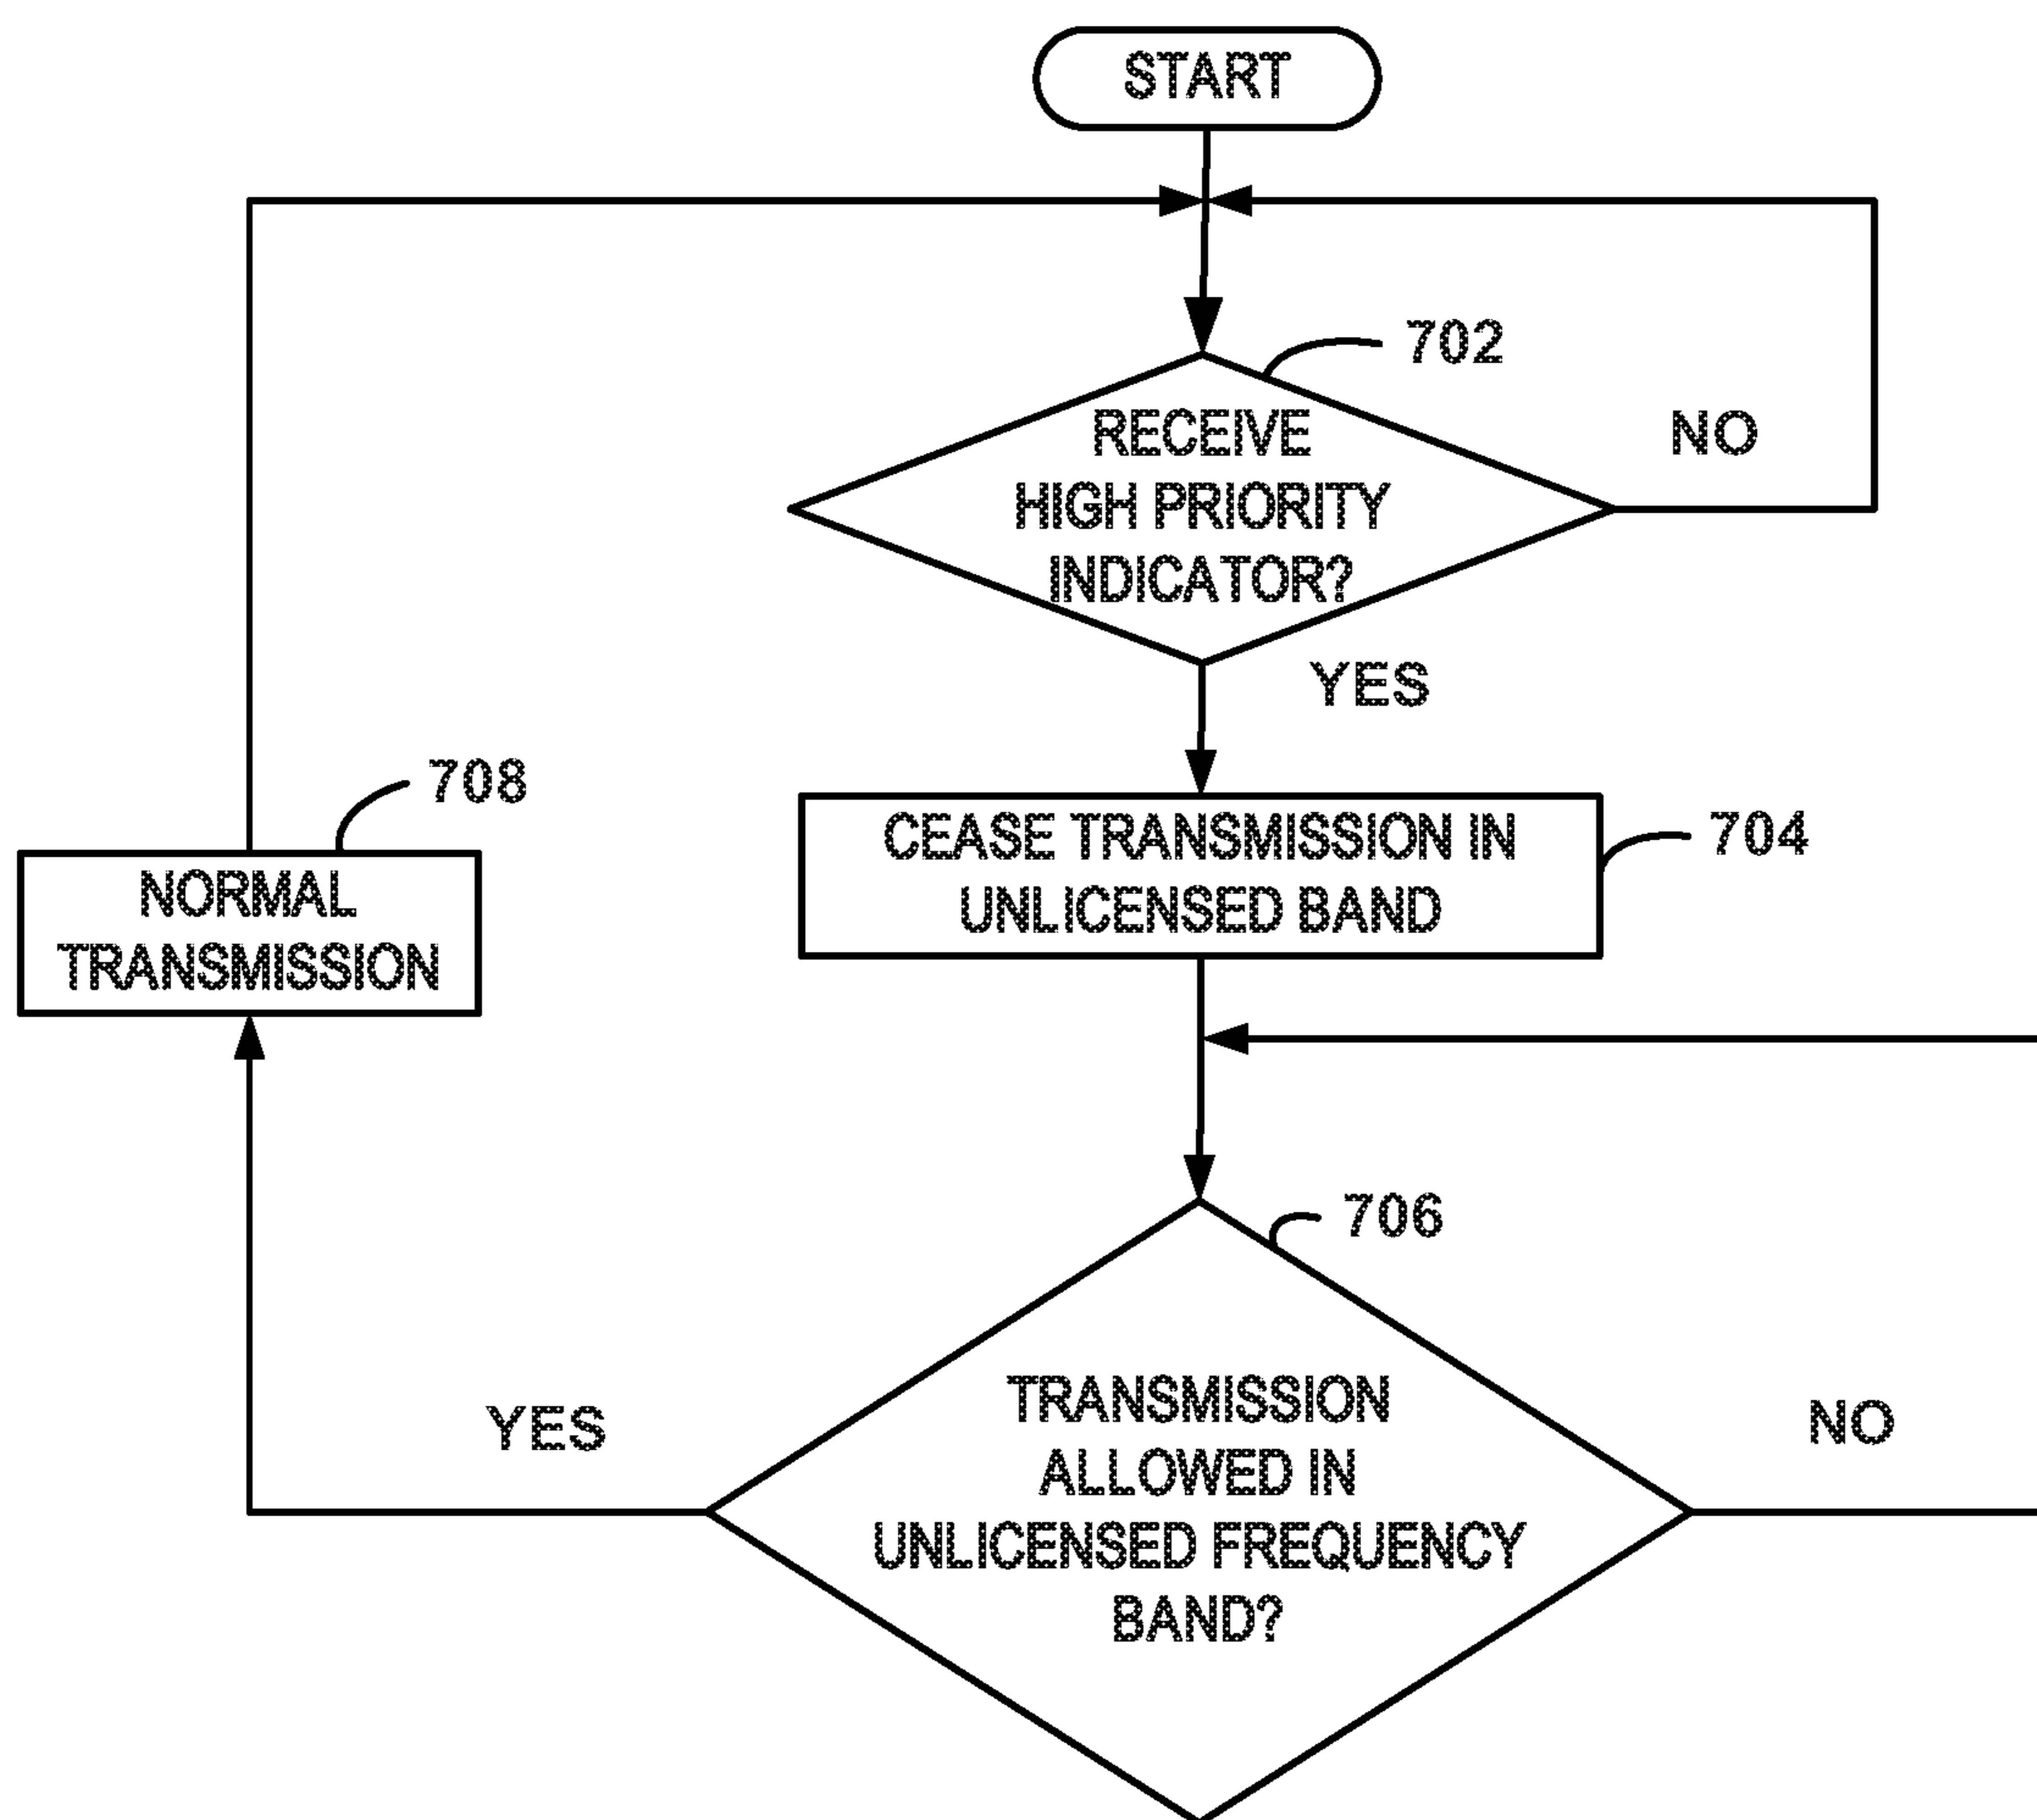 START
702
RECEIVE
HIGH PRIORITY
INDICATOR?
NO
YES
708
NORMAL
TRANSMISSION
CEASE TRANSMISSION IN
UNLICENSED BAND
704
706
TRANSMISSION
ALLOWED IN
UNLICENSED FREQUENCY
BAND?
YES
NO